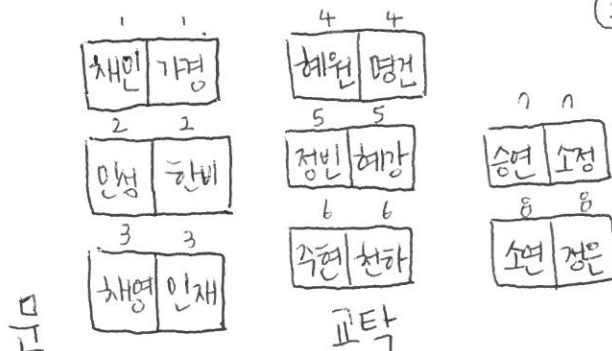 1 1 4 4
채민 가경 혜원 명건
2 2 5 5 7 7
민성 한비 정빈 혜강 승연 소정
3 3 6 6 8 8
채영 인재 주현 천하 소연 정은
교탁
문